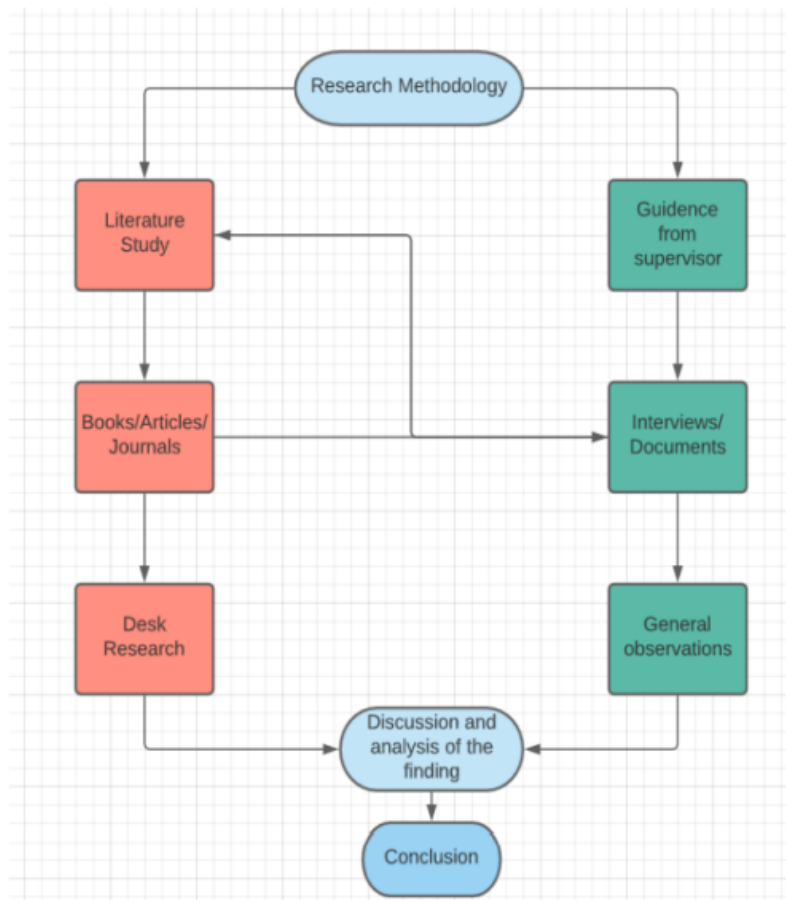 Research Methodology
Literature
Study
Guidence
from
supervisor
Books/Articles/
Journals
Interviews/
Documents
Desk
Research
General
observations
Discussion and
analysis of the
finding
Conclusion